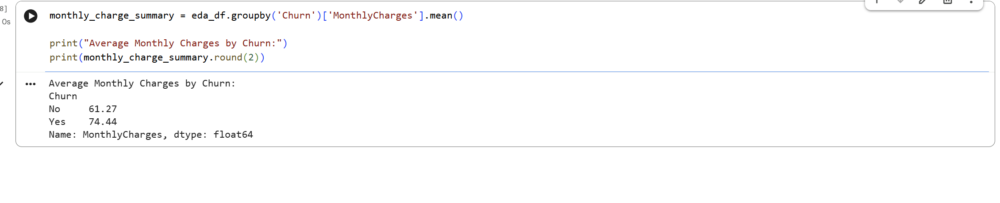 8]
0s
monthly_charge_summary = eda_df.groupby('Churn')['MonthlyCharges'].mean()
print("Average Monthly Charges by Churn:")
print(monthly_charge_summary.round(2))
Average Monthly Charges by Churn:
Churn
No     61.27
Yes    74.44
Name: MonthlyCharges, dtype: float64